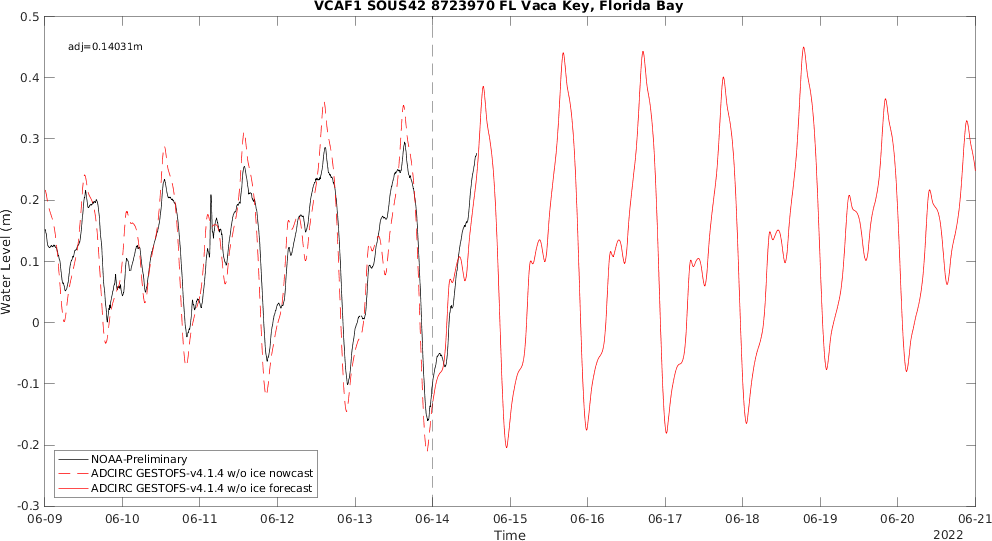 VCAF1 SOUS42 8723970 FL Vaca Key, Florida Bay
adj=0.14031m
0.5
0.4
0.3
0.2
0.1
0
-0.1
-0.2
-0.3
Water Level (m)
NOAA-Preliminary
ADCIRC GESTOFS-v4.1.4 w/o ice nowcast
ADCIRC GESTOFS-v4.1.4 w/o ice forecast
06-09 06-10 06-11 06-12 06-13 06-14 06-15 06-16 06-17 06-18 06-19 06-20 06-21
Time
2022